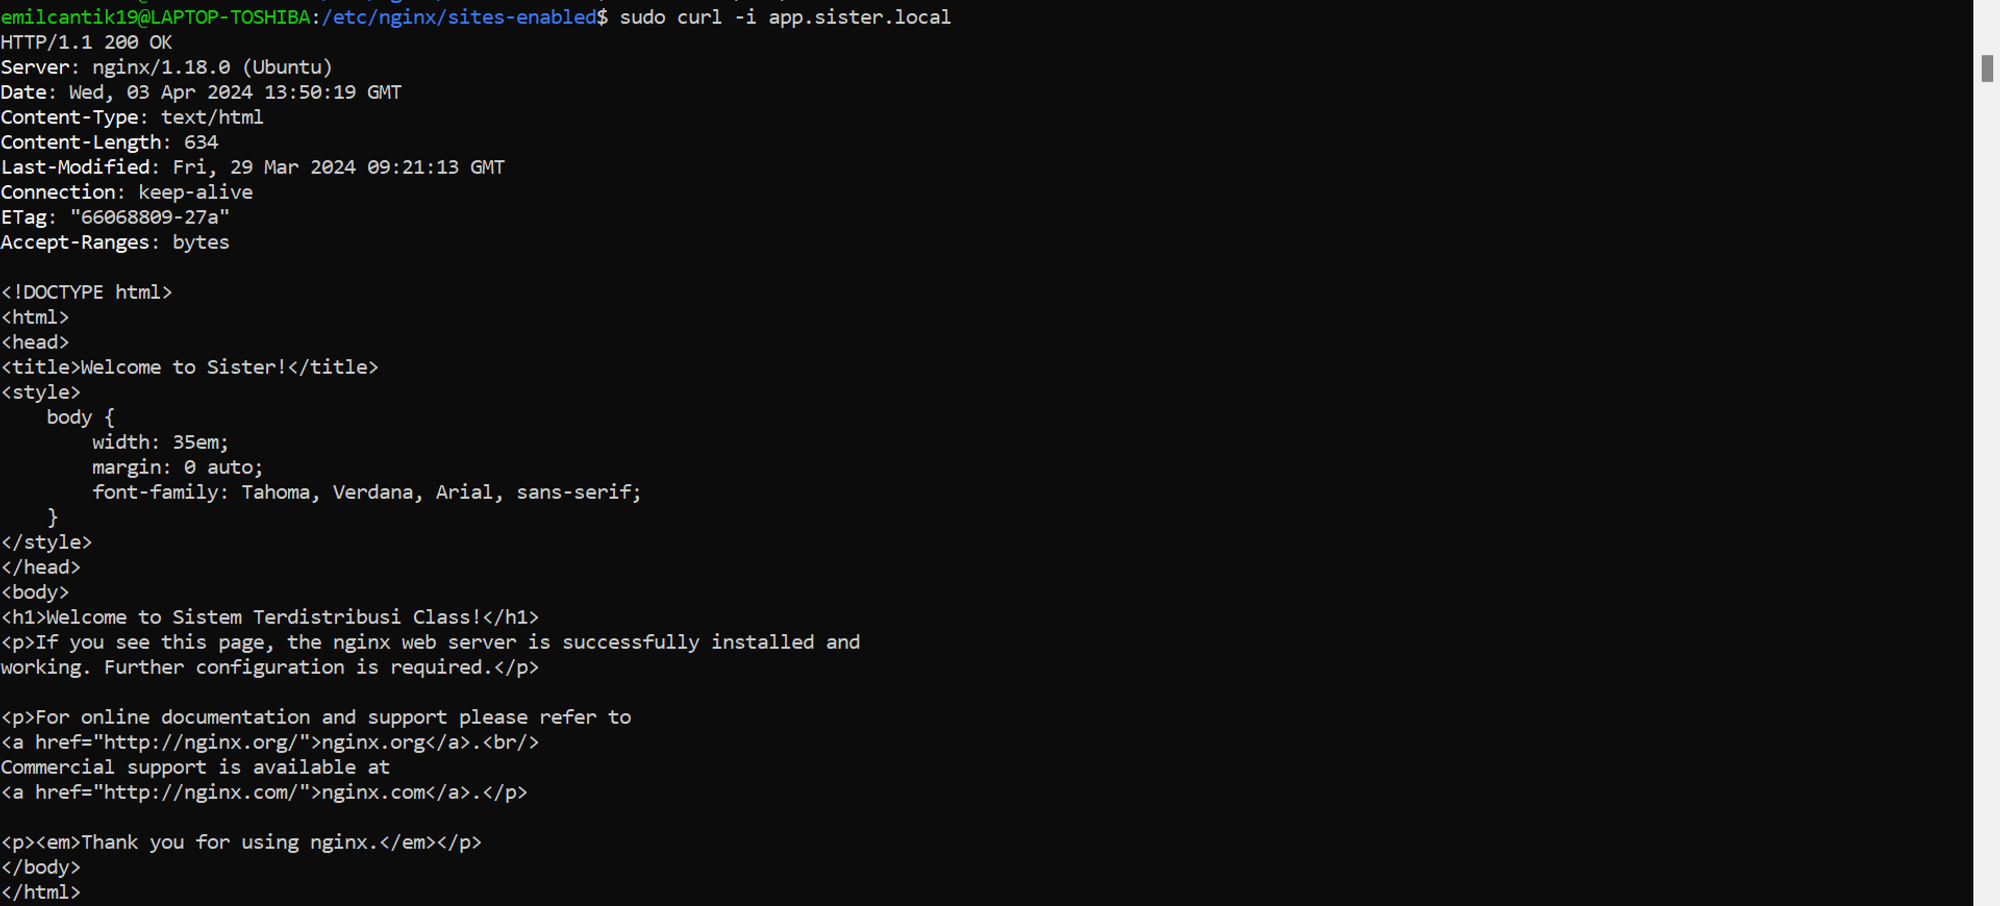 emilcantik19@LAPTOP-TOSHIBA:/etc/nginx/sites-enabled$ sudo curl -i app.sister.local
HTTP/1.1 200 OK
Server: nginx/1.18.0 (Ubuntu)
Date: Wed, 03 Apr 2024 13:50:19 GMT
Content-Type: text/html
Content-Length: 634
Last-Modified: Fri, 29 Mar 2024 09:21:13 GMT
Connection: keep-alive
ETag: "66068809-27a"
Accept-Ranges: bytes

<!DOCTYPE html>
<html>
<head>
<title>Welcome to Sister!</title>
<style>
    body {
        width: 35em;
        margin: 0 auto;
        font-family: Tahoma, Verdana, Arial, sans-serif;
    }
</style>
</head>
<body>
<h1>Welcome to Sistem Terdistribusi Class!</h1>
<p>If you see this page, the nginx web server is successfully installed and
working. Further configuration is required.</p>

<p>For online documentation and support please refer to
<a href="http://nginx.org/">nginx.org</a>.<br/>
Commercial support is available at
<a href="http://nginx.com/">nginx.com</a>.</p>

<p><em>Thank you for using nginx.</em></p>
</body>
</html>